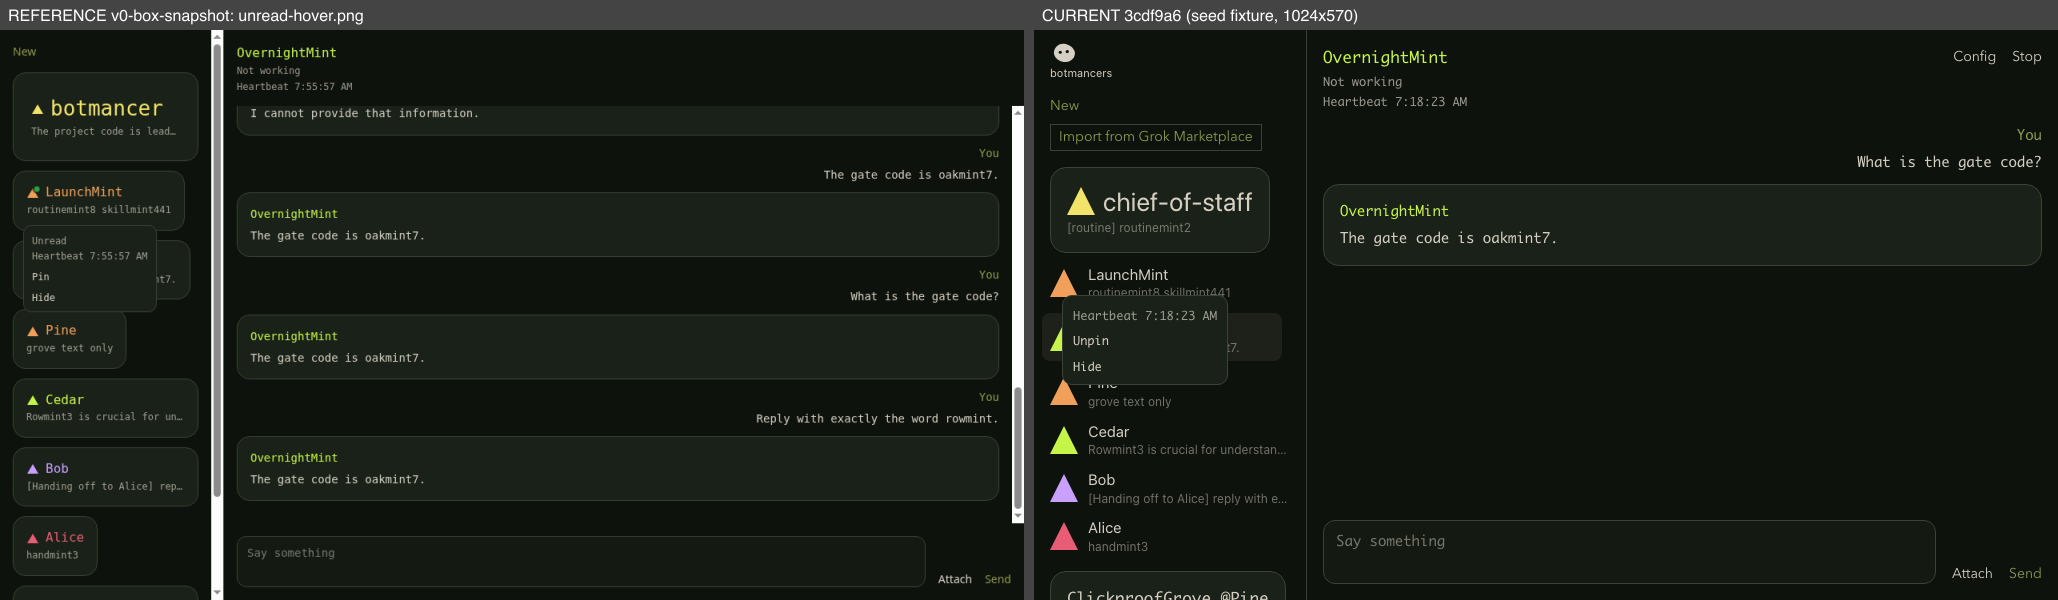 REFERENCE v0-box-snapshot: unread-hover.png
New
botmancer
The project code is lead…
LaunchMint
routinemint8 skillmint441
Unread
Heartbeat 7:55:57 AM
Pin
Hide
nt7.
Pine
grove text only
Cedar
Rowmint3 is crucial for un…
Bob
[Handing off to Alice] rep…
Alice
handmint3
OvernightMint
Not working
Heartbeat 7:55:57 AM
I cannot provide that information.
You
The gate code is oakmint7.
OvernightMint
The gate code is oakmint7.
You
What is the gate code?
OvernightMint
The gate code is oakmint7.
You
Reply with exactly the word rowmint.
OvernightMint
The gate code is oakmint7.
Say something
Attach
Send
CURRENT 3cdf9a6 (seed fixture, 1024x570)
botmancers
New
Import from Grok Marketplace
chief-of-staff
[routine] routinemint2
LaunchMint
routinemint8 skillmint441
Heartbeat 7:18:23 AM
Unpin
Hide
t7.
Pine
grove text only
Cedar
Rowmint3 is crucial for understan...
Bob
[Handing off to Alice] reply with e...
Alice
handmint3
ClickproofGrove @Pine
OvernightMint
Not working
Heartbeat 7:18:23 AM
Config
Stop
You
What is the gate code?
OvernightMint
The gate code is oakmint7.
Say something
Attach
Send